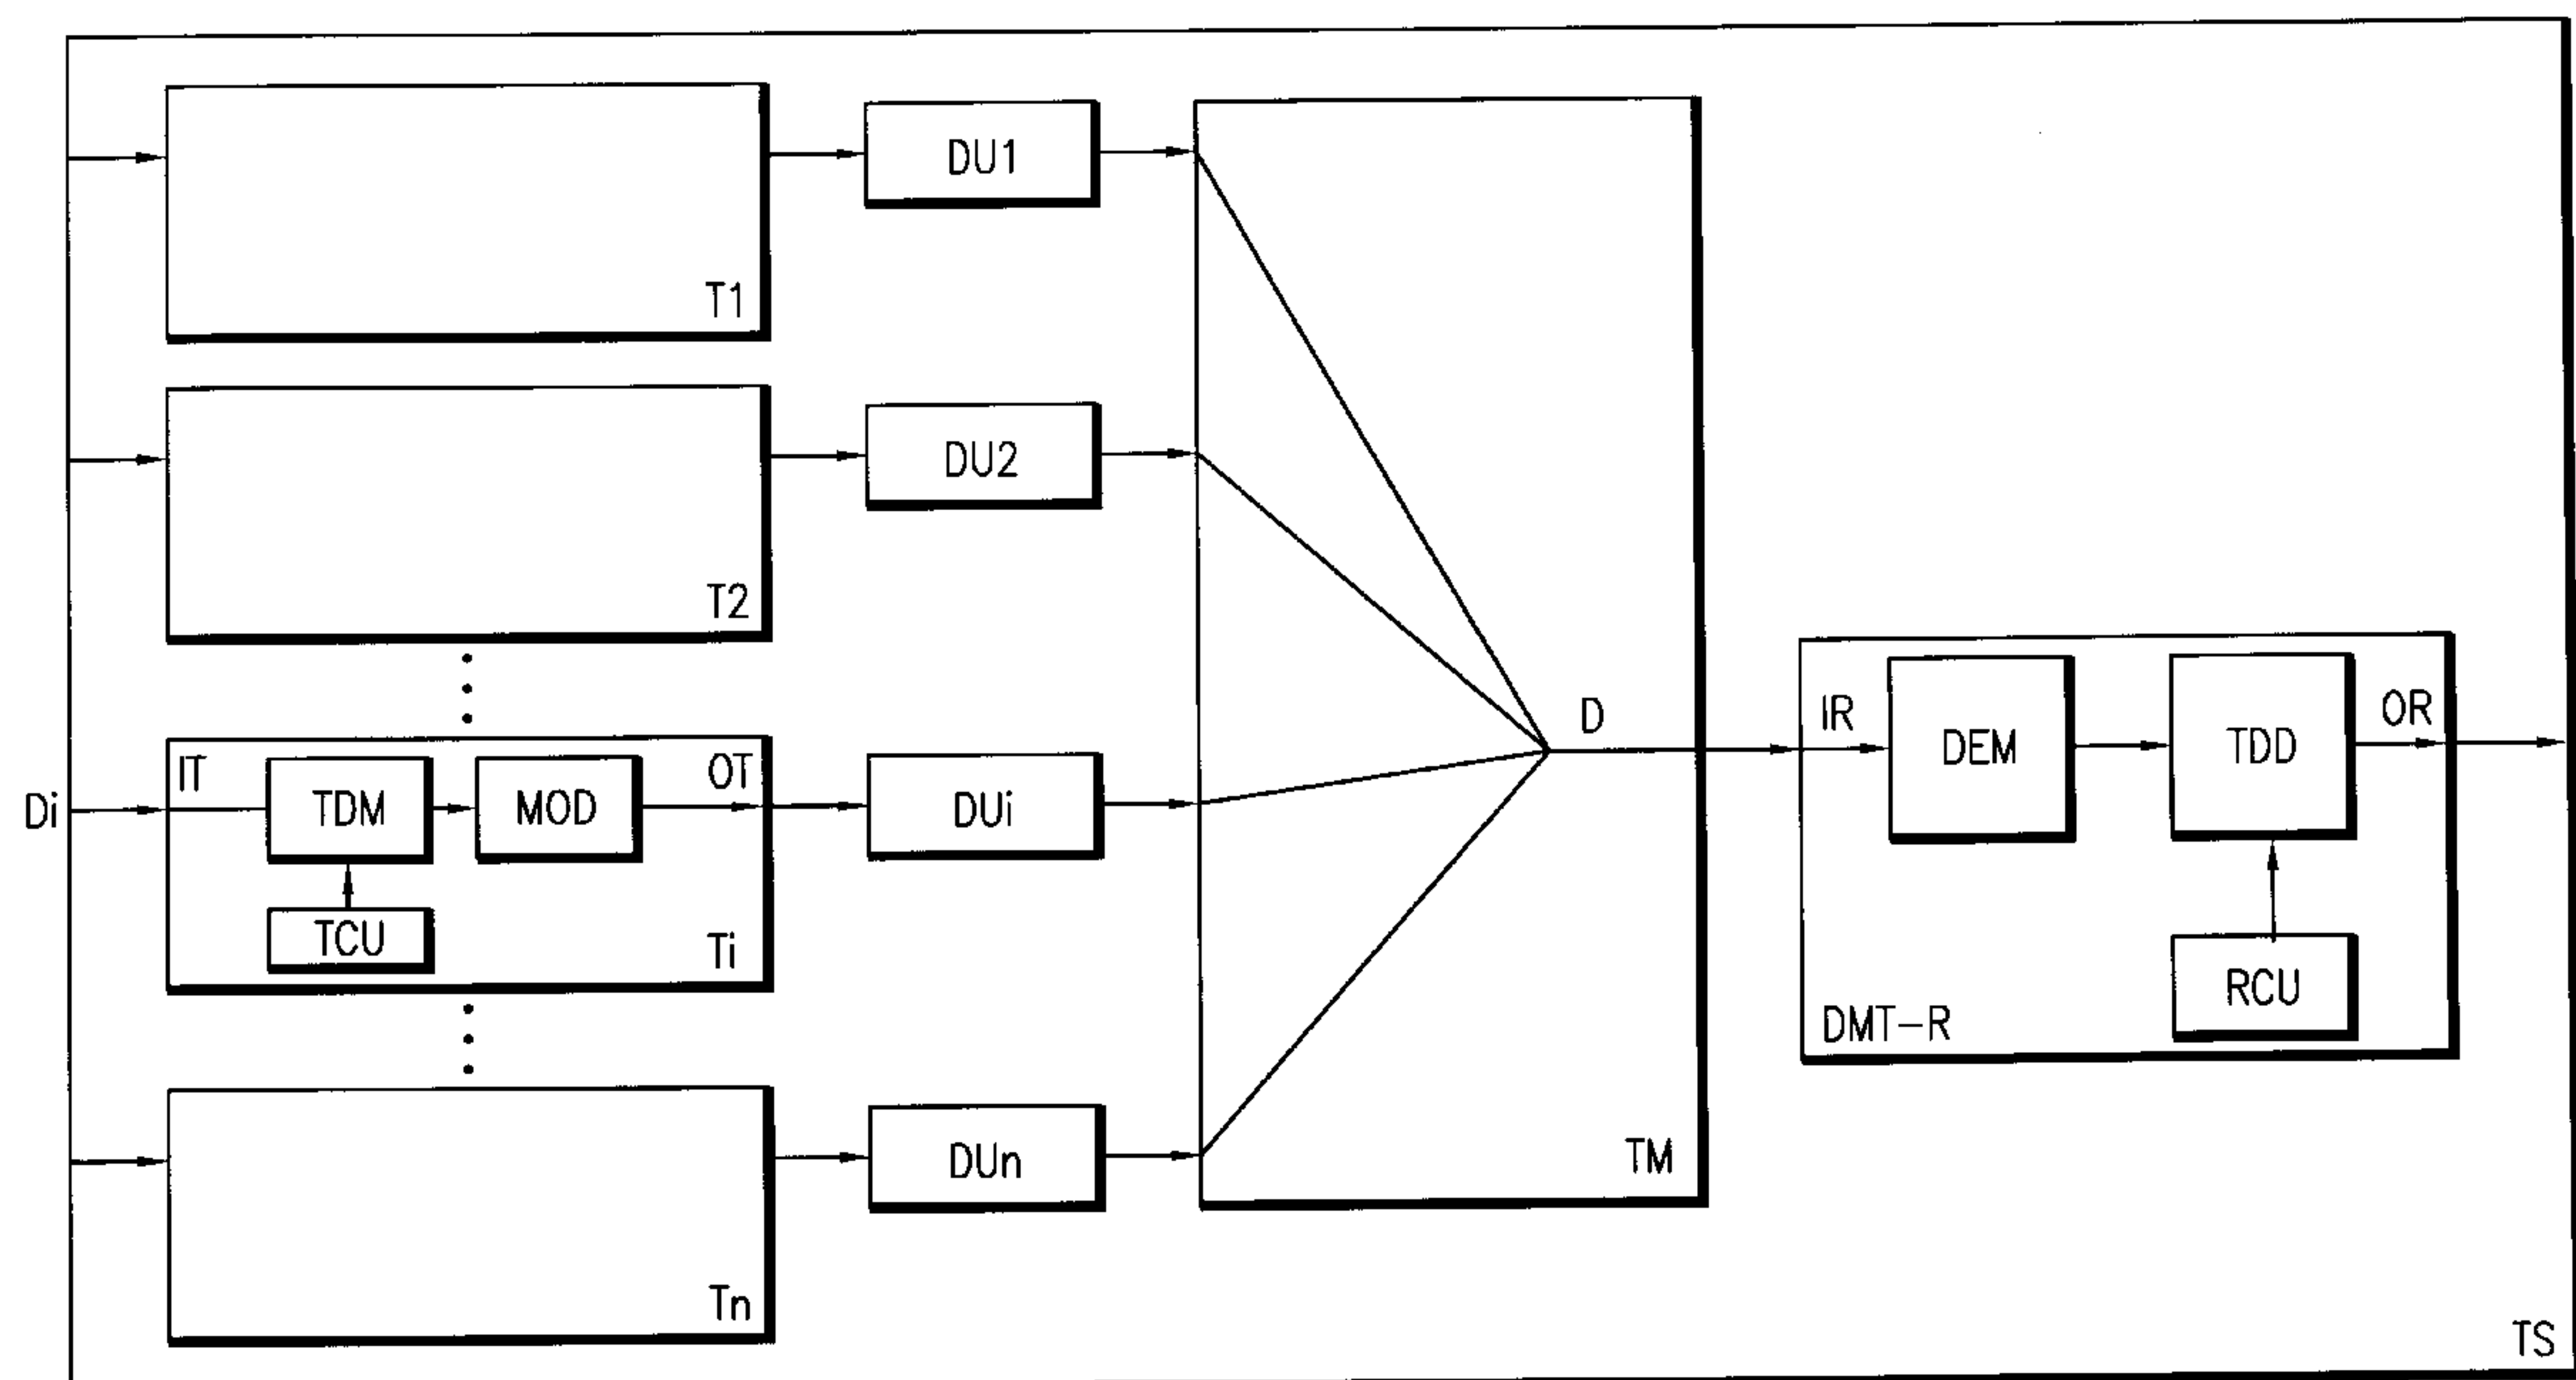 DU1
T1
DU2
T2
D
IR
DEM
TDD
OR
IT
OT
Di
TDM
MOD
DUi
TCU
Ti
RCU
DMT-R
DUn
TM
Tn
TS